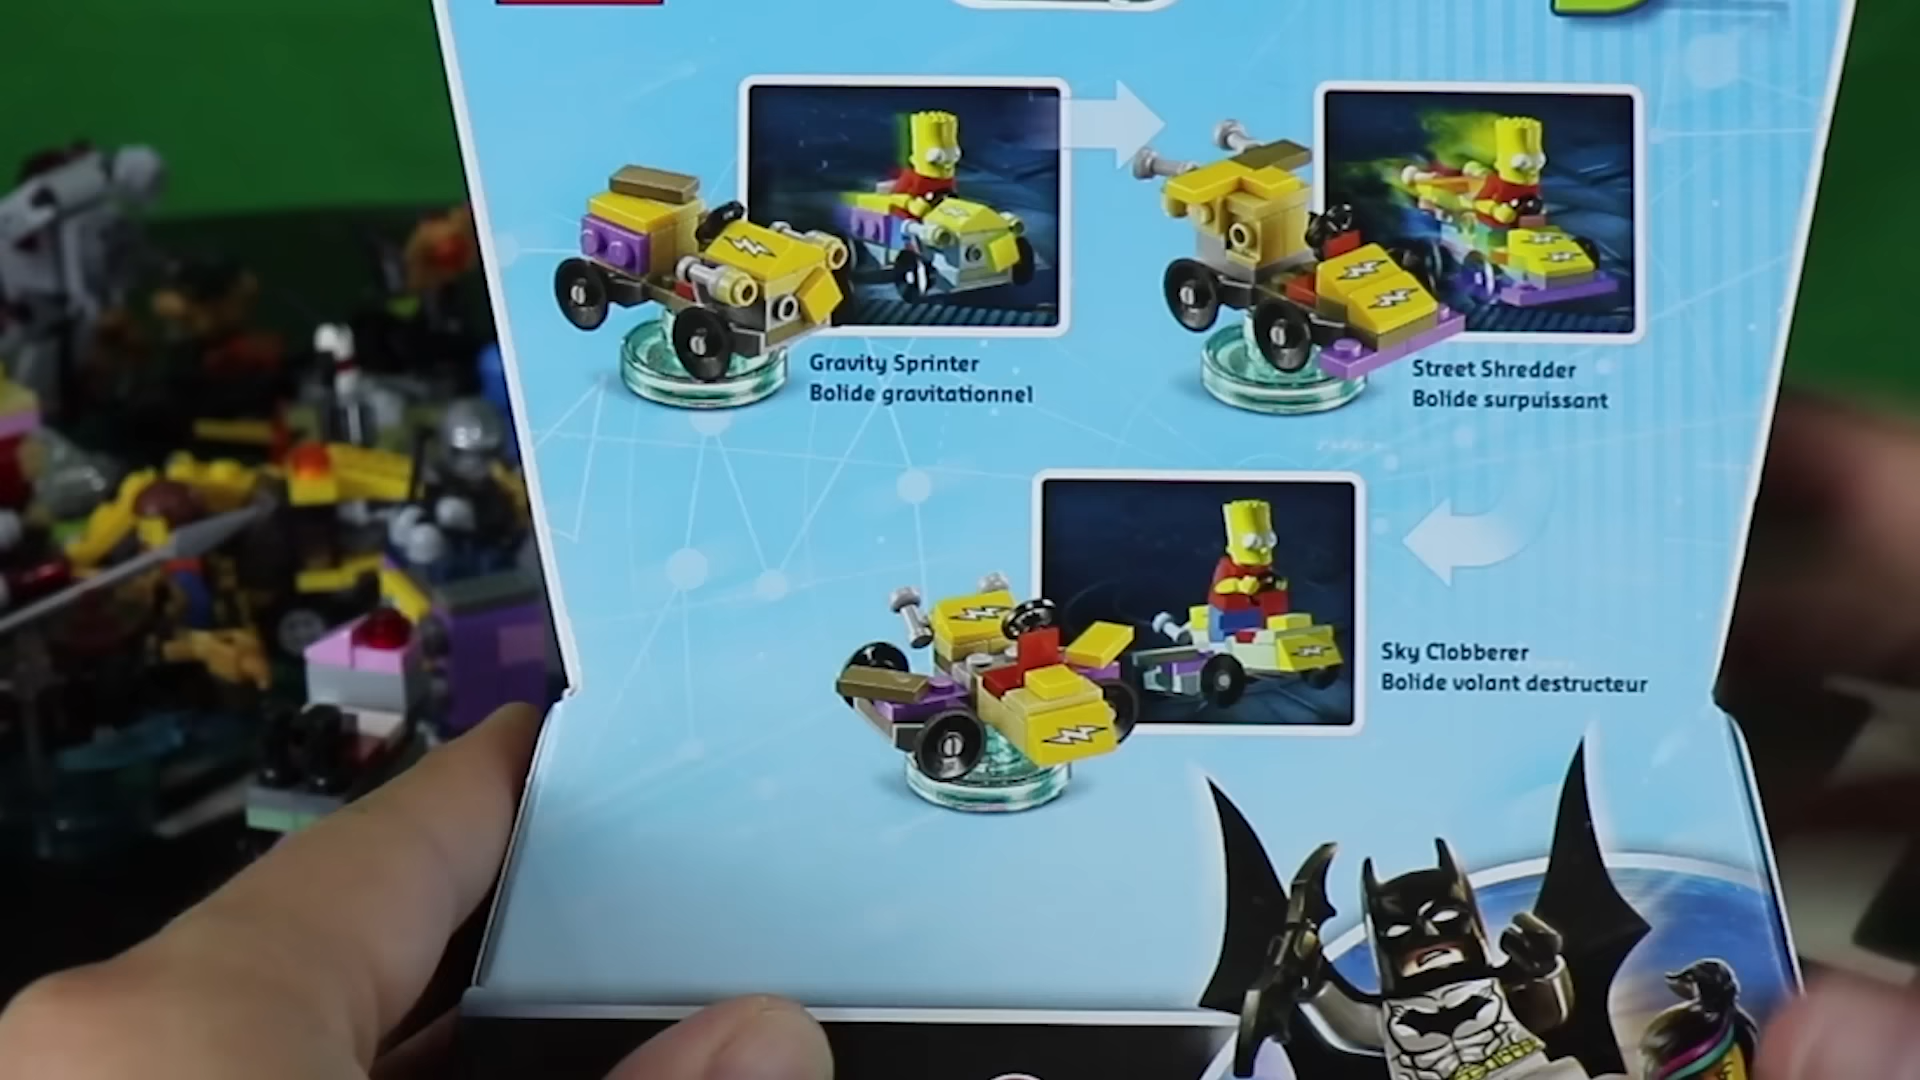 Gravity Sprinter
Bolide gravitationnel
Street Shredder
Bolide surpuissant
Sky Clobberer
Bolide volant destructeur